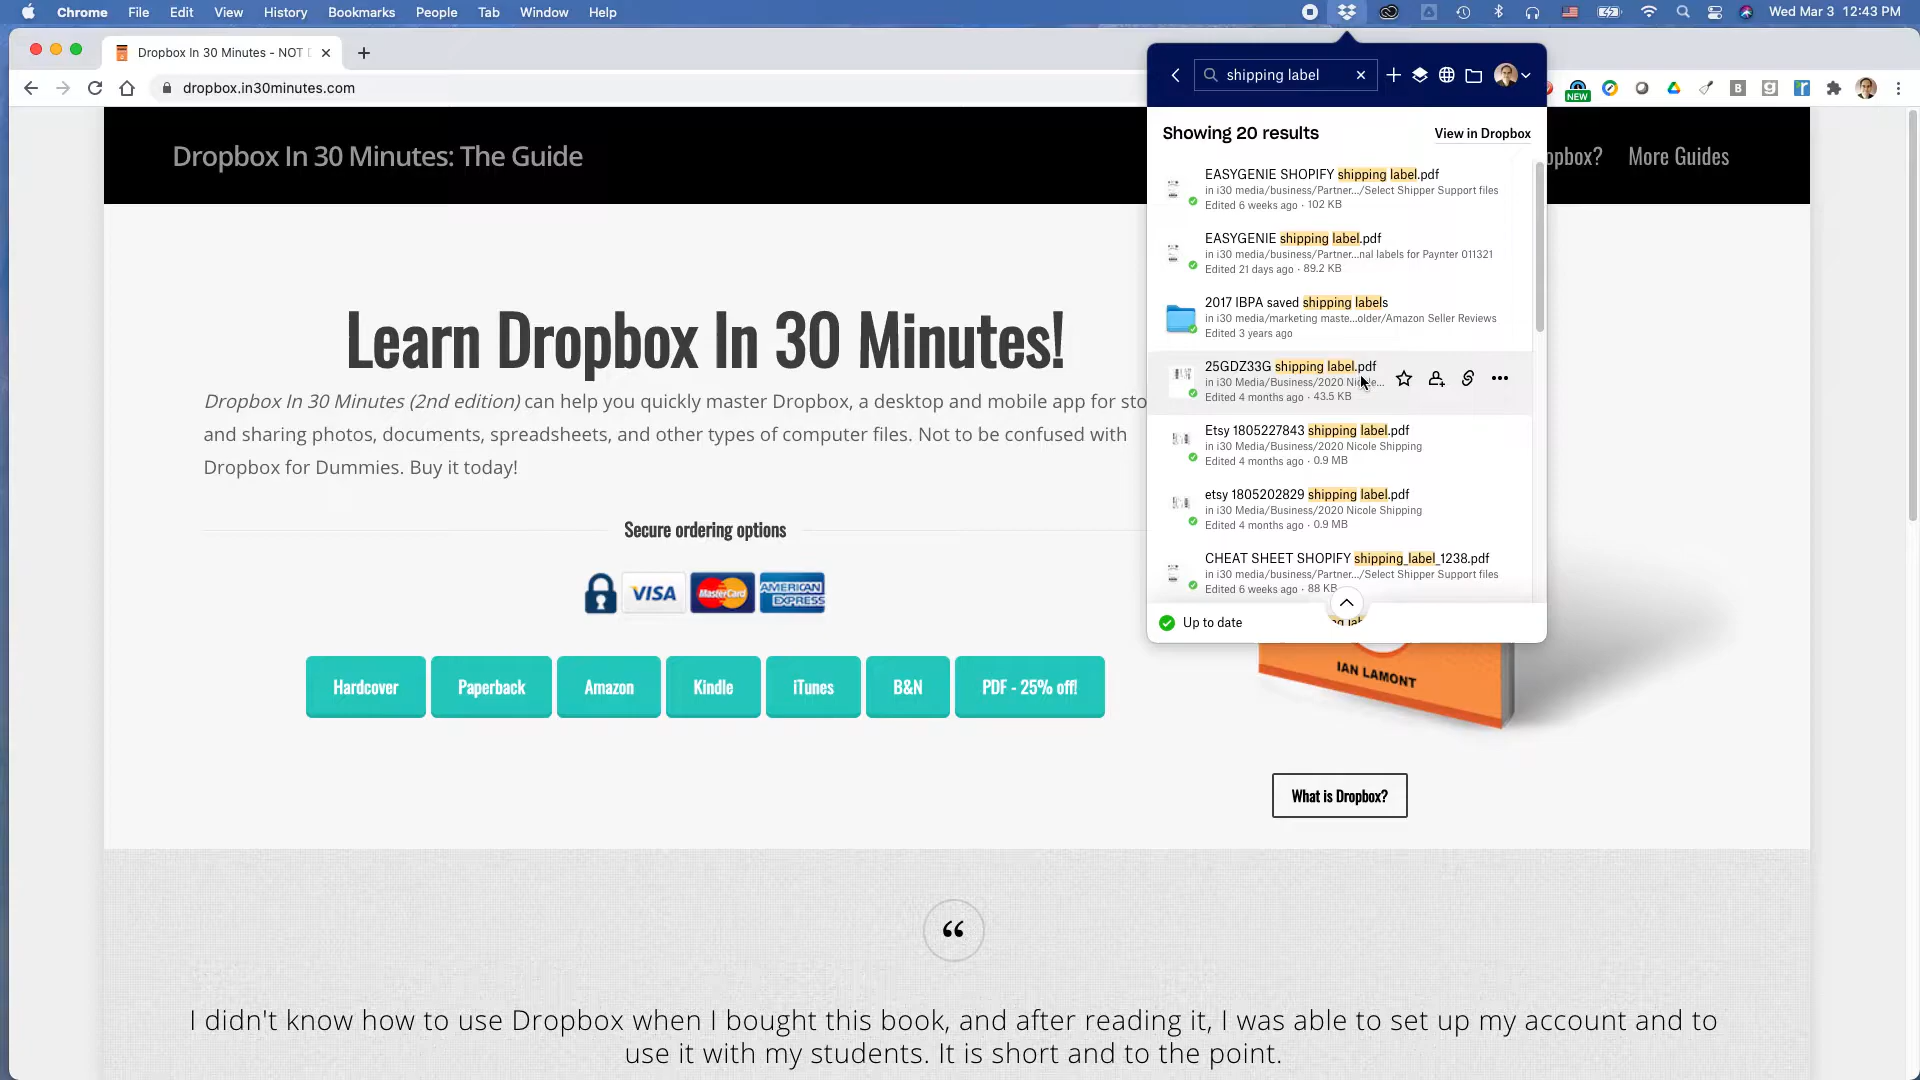 Chrome File Edit View History Bookmarks People Tab Window Help
Wed Mar 3 12:43 PM
Dropbox In 30 Minutes - NOT
dropbox.in30minutes.com
NEW
shipping label
Showing 20 results
View in Dropbox
EASYGENIE SHOPIFY shipping label.pdf
in i30 media/business/Partner.../Select Shipper Support files
Edited 6 weeks ago · 102 KB
EASYGENIE shipping label.pdf
in i30 media/business/Partner...nal labels for Paynter 011321
Edited 21 days ago · 89.2 KB
2017 IBPA saved shipping labels
in i30 media/marketing maste...older/Amazon Seller Reviews
Edited 3 years ago
25GDZ33G shipping label.pdf
in i30 Media/Business/2020 Nicole...
Edited 4 months ago · 43.5 KB
Etsy 1805227843 shipping label.pdf
in i30 Media/Business/2020 Nicole Shipping
Edited 4 months ago · 0.9 MB
etsy 1805202829 shipping label.pdf
in i30 Media/Business/2020 Nicole Shipping
Edited 4 months ago · 0.9 MB
CHEAT SHEET SHOPIFY shipping_label_1238.pdf
in i30 media/business/Partner.../Select Shipper Support files
Edited 6 weeks ago · 88 KB
Up to date
Dropbox In 30 Minutes: The Guide
opbox? More Guides
Learn Dropbox In 30 Minutes!
Dropbox In 30 Minutes (2nd edition) can help you quickly master Dropbox, a desktop and mobile app for sto
and sharing photos, documents, spreadsheets, and other types of computer files. Not to be confused with
Dropbox for Dummies. Buy it today!
Secure ordering options
VISA MasterCard AMERICAN EXPRESS
Hardcover Paperback Amazon Kindle iTunes B&N PDF - 25% off!
IAN LAMONT
What is Dropbox?
“
I didn't know how to use Dropbox when I bought this book, and after reading it, I was able to set up my account and to
use it with my students. It is short and to the point.